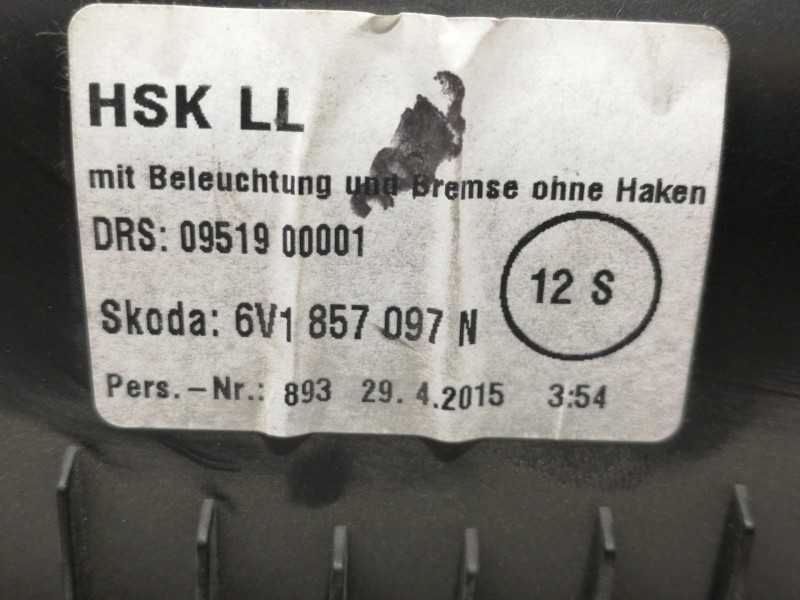 HSK LL
mit Beleuchtung und Bremse ohne Haken
DRS: 09519 00001
12 S
Skoda: 6V1 857 097 N
Pers.-Nr.: 893 29. 4.2015 3:54